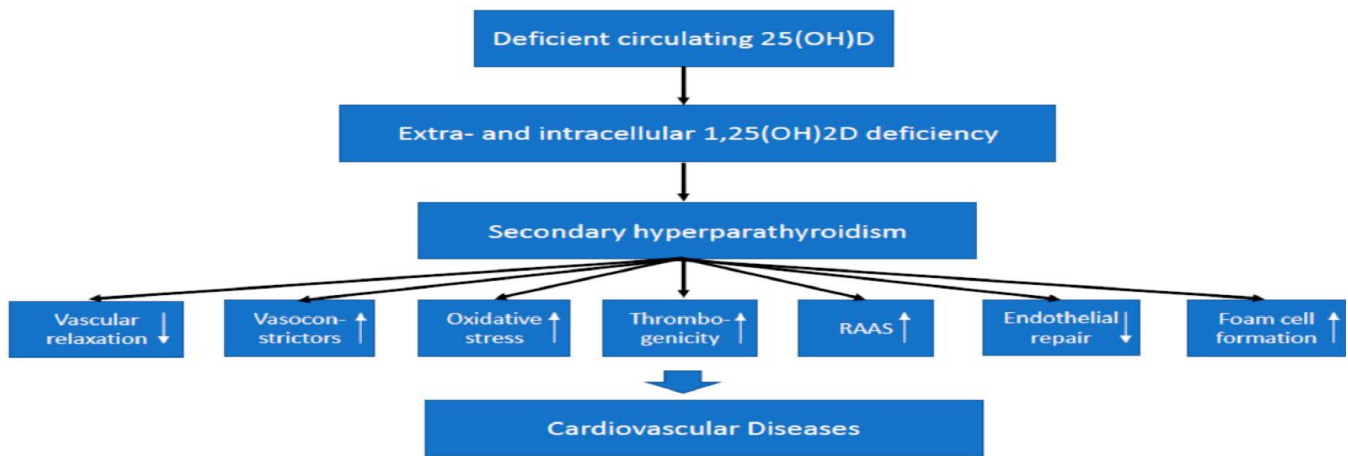 Deficient circulating 25(OH)D
Extra- and intracellular 1,25(OH)2D deficiency
Secondary hyperparathyroidism
Vascular
relaxation
Vasocon-
strictors
Oxidative
stress
Thrombo-
genicity
RAAS
Endothelial
repair
Foam cell
formation
Cardiovascular Diseases